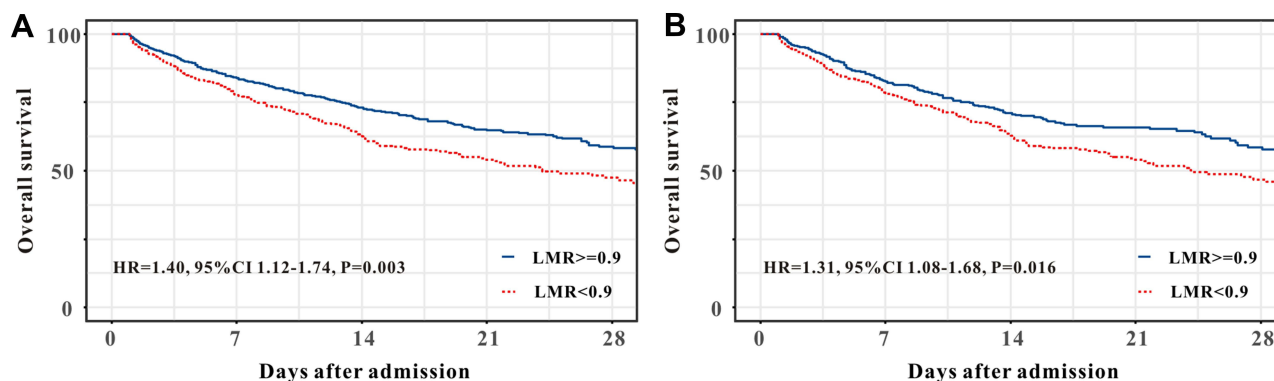 A
Overall survival
100
50
0
HR=1.40, 95%CI 1.12-1.74, P=0.003
LMR>=0.9
LMR<0.9
0 7 14 21 28
Days after admission
B
Overall survival
100
50
0
HR=1.31, 95%CI 1.08-1.68, P=0.016
LMR>=0.9
LMR<0.9
0 7 14 21 28
Days after admission